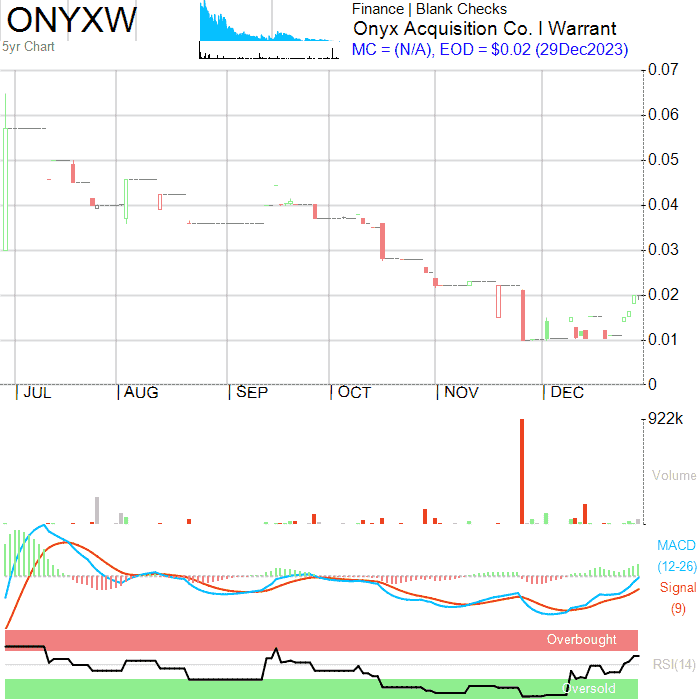 ONYXW
5yr Chart
Finance | Blank Checks
Onyx Acquisition Co. I Warrant
MC = (N/A), EOD = $0.02 (29Dec2023)
0.07
0.06
0.05
0.04
0.03
0.02
0.01
0
JUL AUG SEP OCT NOV DEC
922k
Volume
MACD
(12-26)
Signal
(9)
Overbought
RSI(14)
Oversold